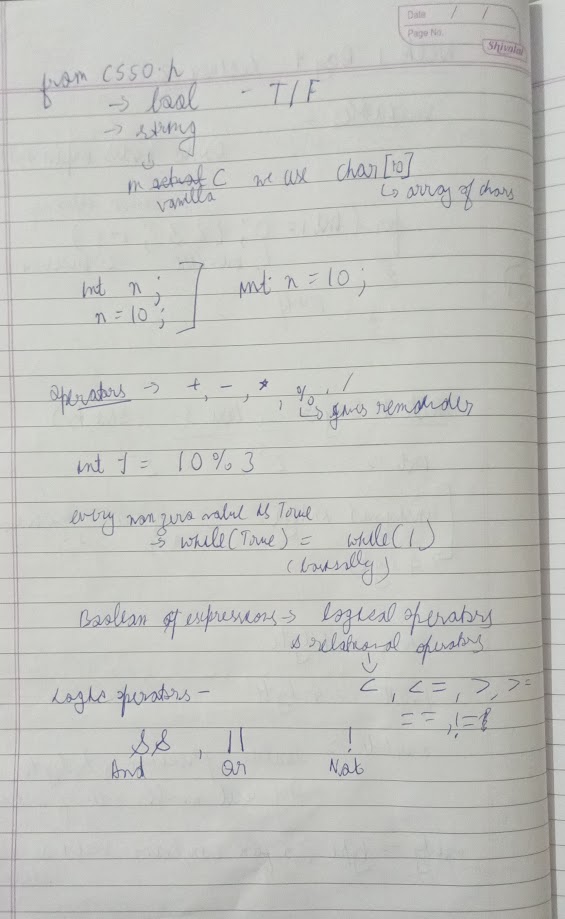 Date / /
Page No.
Shivalal
from CS50.h
→ bool - T/F
→ string
in actual C we use char[10]
vanilla
↳ array of chars
int n; ] int n = 10;
n = 10;
operators → +, -, *, %, /
↳ gives remainder
int y = 10 % 3
every non zero value is True
↳ while(True) = while(1)
(basically)
Boolean expressions → logical operators
& relational operators
↓
<, <=, >, >=
==, !=
Logic operators -
&&, || !
And Or Not